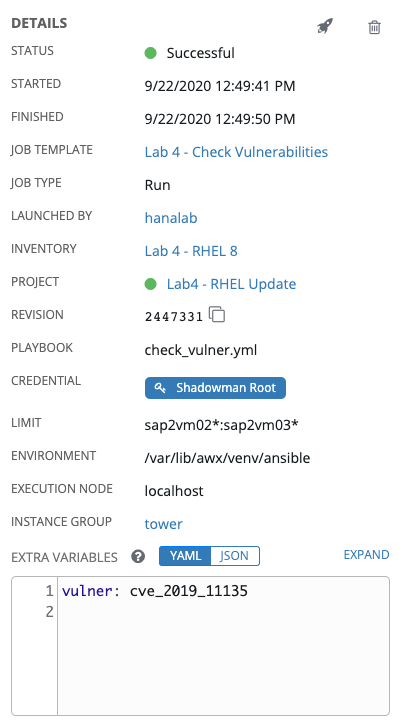 DETAILS
STATUS Successful
STARTED 9/22/2020 12:49:41 PM
FINISHED 9/22/2020 12:49:50 PM
JOB TEMPLATE Lab 4 - Check Vulnerabilities
JOB TYPE Run
LAUNCHED BY hanalab
INVENTORY Lab 4 - RHEL 8
PROJECT Lab4 - RHEL Update
REVISION 2447331
PLAYBOOK check_vulner.yml
CREDENTIAL Shadowman Root
LIMIT sap2vm02*:sap2vm03*
ENVIRONMENT /var/lib/awx/venv/ansible
EXECUTION NODE localhost
INSTANCE GROUP tower
EXTRA VARIABLES ? YAML JSON EXPAND
1 vulner: cve_2019_11135
2